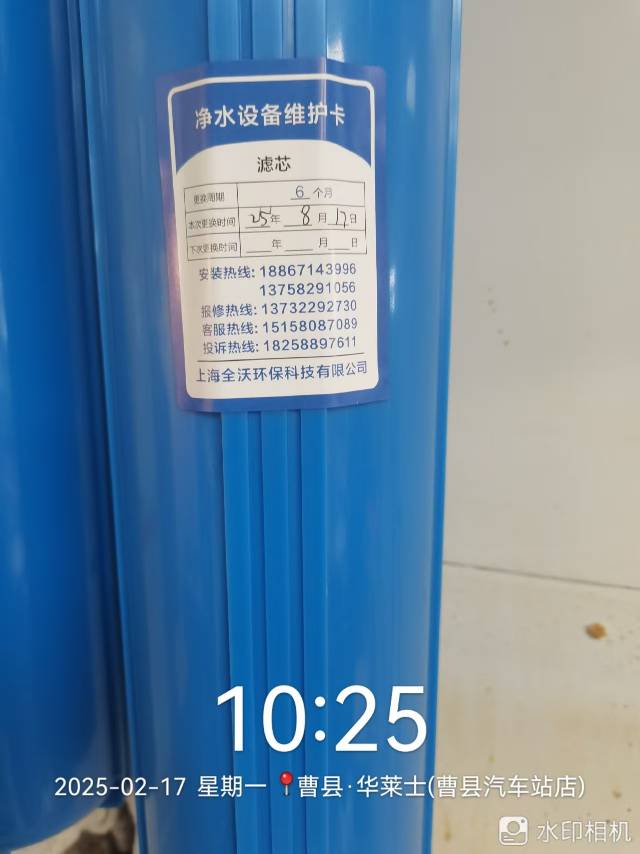 净水设备维护卡
滤芯
更换周期 6 个月
本次更换时间 25年 8月17日
下次更换时间 年 月 日
安装热线: 18867143996
13758291056
报修热线: 13732292730
客服热线: 15158087089
投诉热线: 18258897611
上海全沃环保科技有限公司
10:25
2025-02-17 星期一 曹县·华莱士(曹县汽车站店)
水印相机